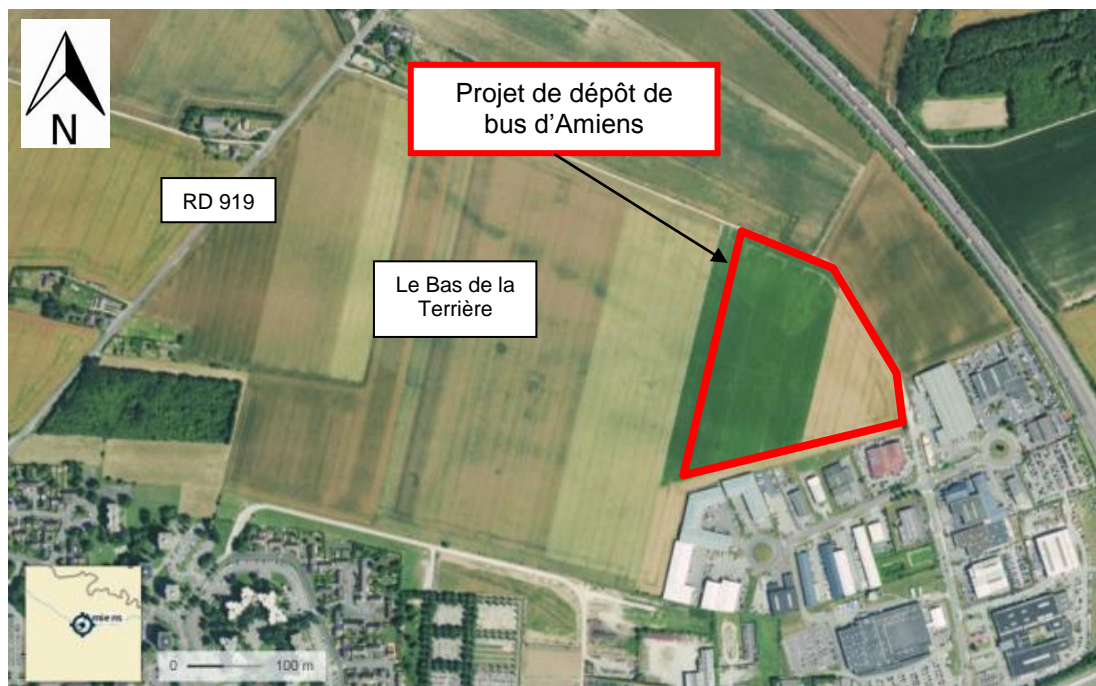 N
Projet de dépôt de
bus d'Amiens
RD 919
Le Bas de la
Terrière
0 100 m